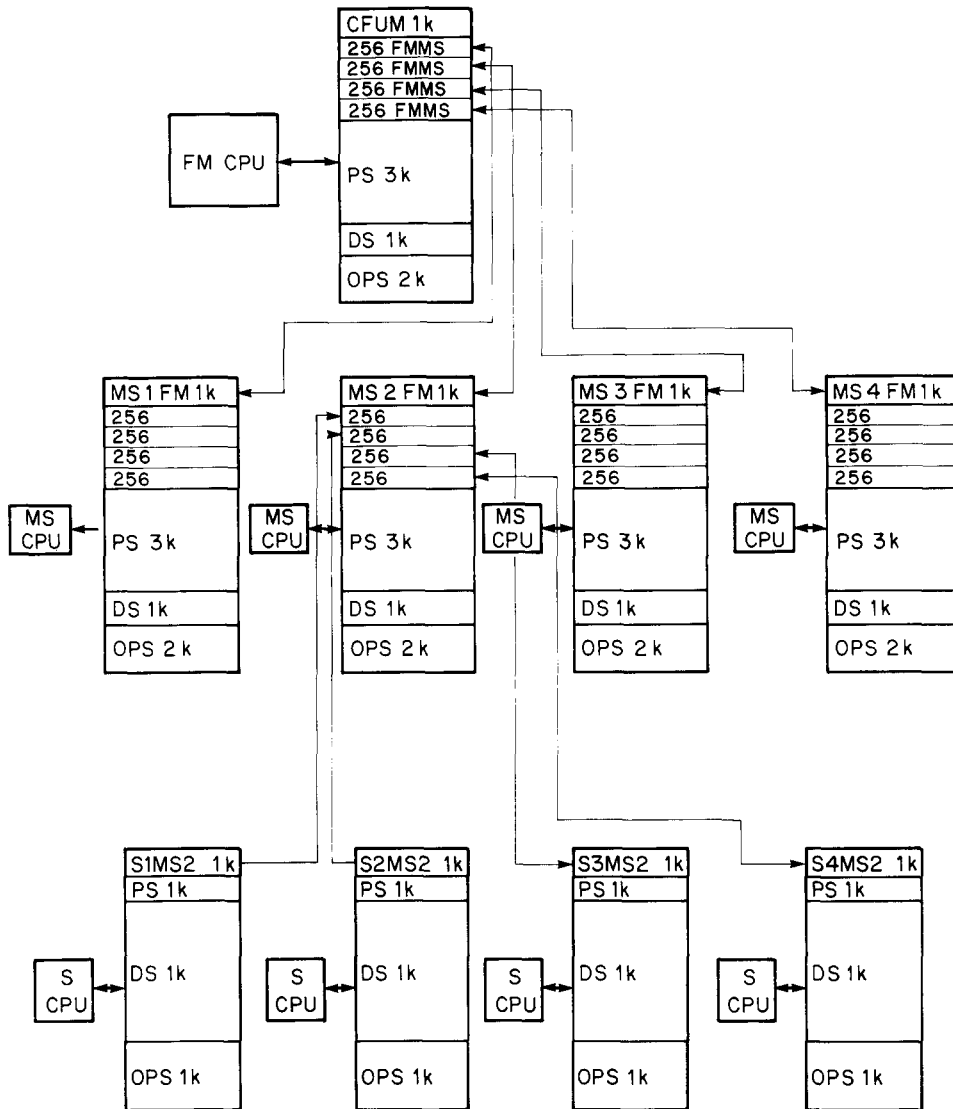 CFUM 1k
256 FMMS
256 FMMS
256 FMMS
256 FMMS
FM CPU
PS 3k
DS 1k
OPS 2k
MS 1 FM 1k
256
256
256
256
MS
CPU
PS 3k
DS 1k
OPS 2k
MS 2 FM 1k
256
256
256
256
MS
CPU
PS 3k
DS 1k
OPS 2k
MS 3 FM 1k
256
256
256
256
MS
CPU
PS 3k
DS 1k
OPS 2k
MS 4 FM 1k
256
256
256
256
MS
CPU
PS 3k
DS 1k
OPS 2k
S1MS2 1k
PS 1k
S
CPU
DS 1k
OPS 1k
S2MS2 1k
PS 1k
S
CPU
DS 1k
OPS 1k
S3MS2 1k
PS 1k
S
CPU
DS 1k
OPS 1k
S4MS2 1k
PS 1k
S
CPU
DS 1k
OPS 1k